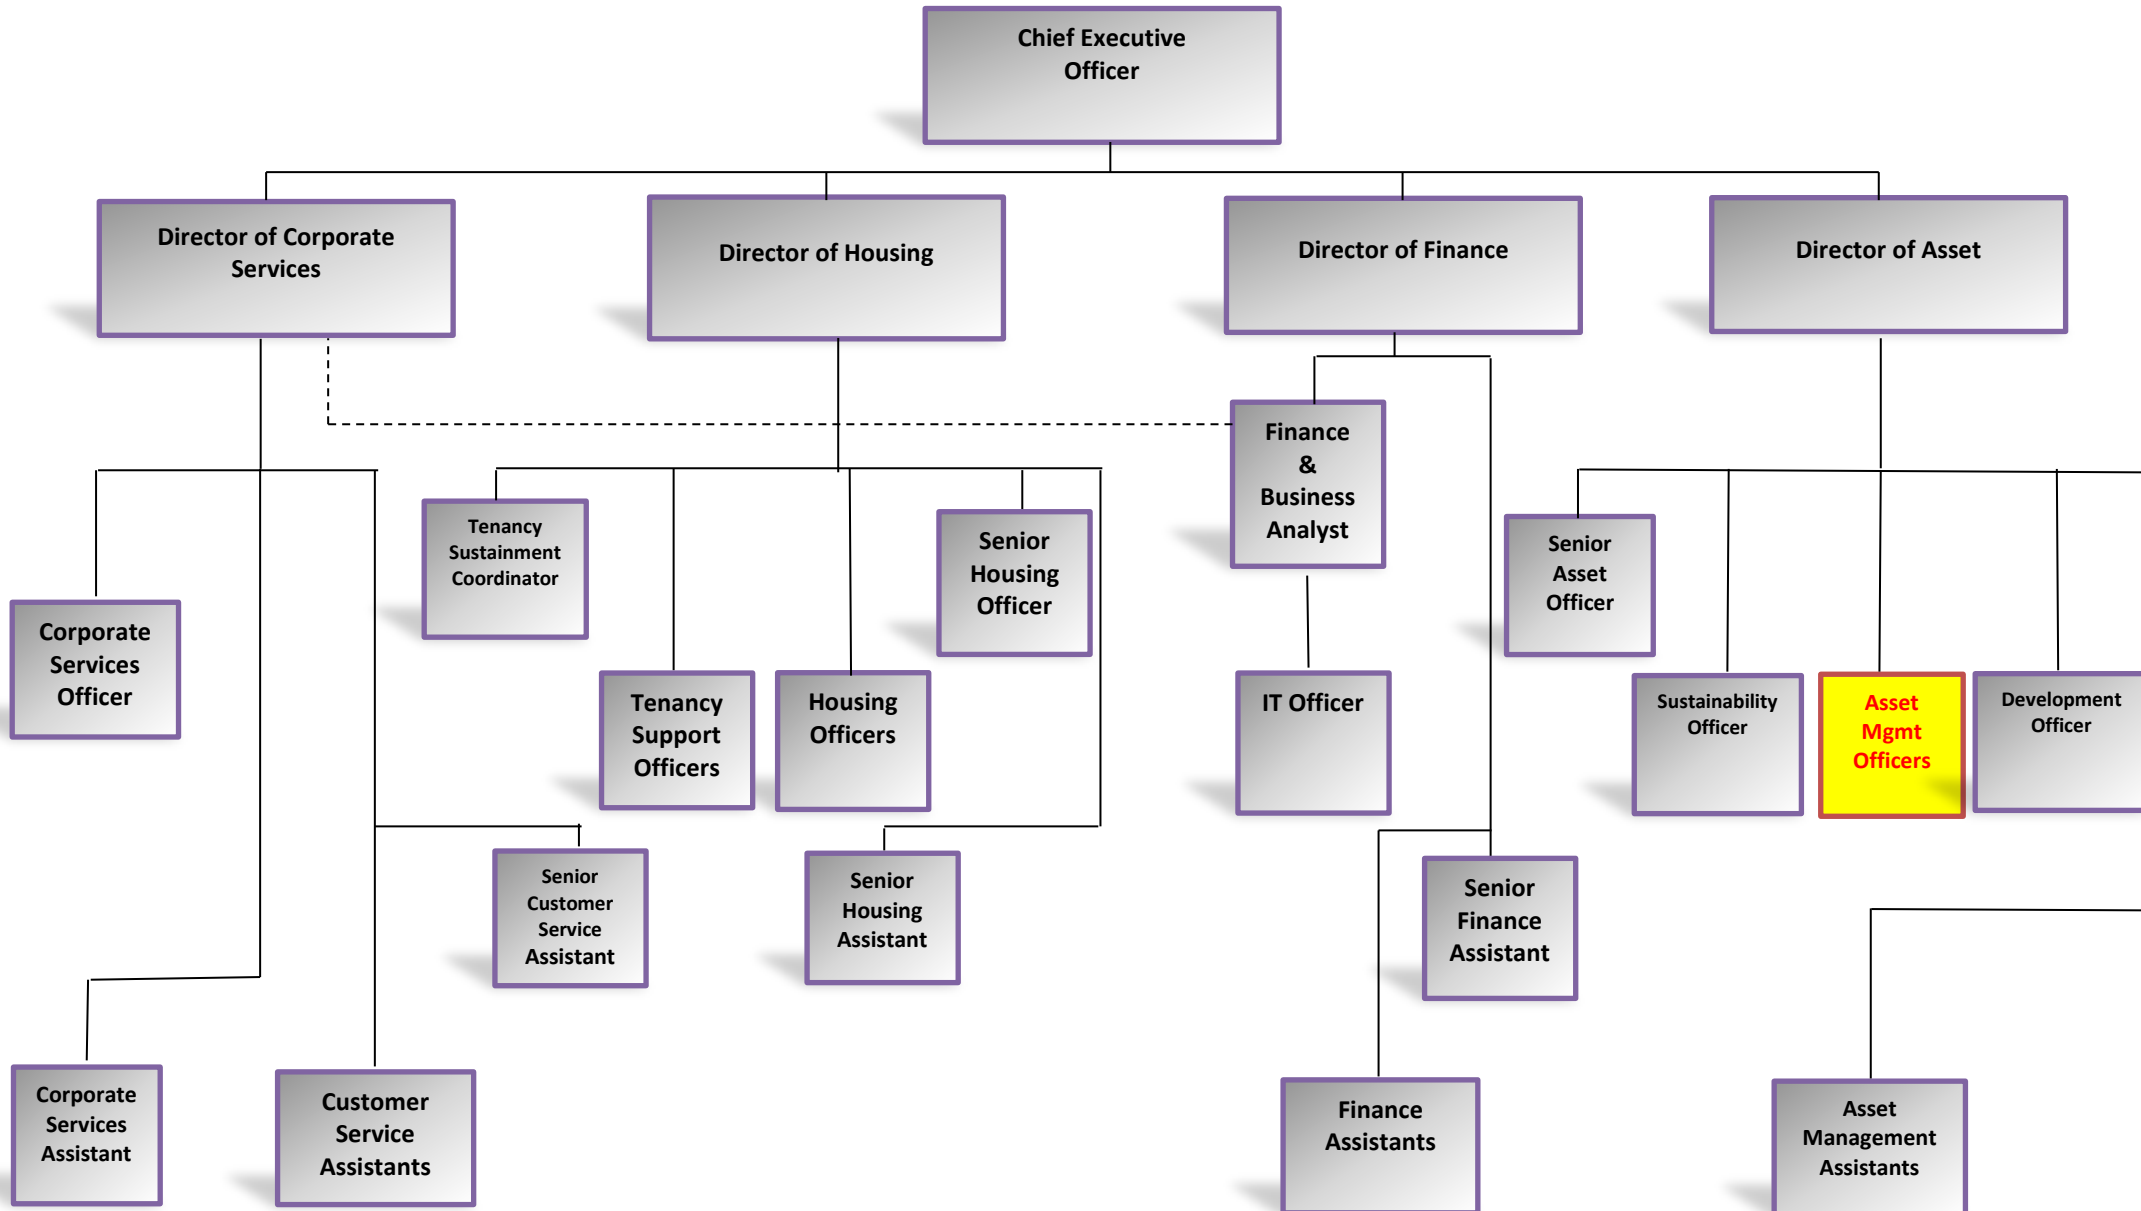 Chief Executive
Officer
Director of Corporate
Services
Director of Housing
Director of Finance
Director of Asset
Finance
&
Business
Analyst
Tenancy
Sustainment
Coordinator
Senior
Housing
Officer
Senior
Asset
Officer
Corporate
Services
Officer
Tenancy
Support
Officers
Housing
Officers
IT Officer
Sustainability
Officer
Asset
Mgmt
Officers
Development
Officer
Senior
Customer
Service
Assistant
Senior
Housing
Assistant
Senior
Finance
Assistant
Corporate
Services
Assistant
Customer
Service
Assistants
Finance
Assistants
Asset
Management
Assistants